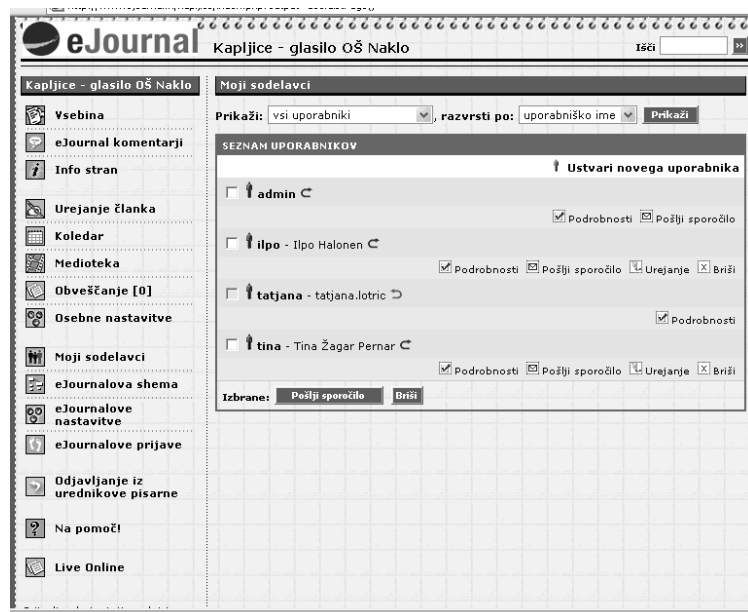 eJournal
Kapljice - glasilo OŠ Naklo
Išči
»
Kapljice - glasilo OŠ Naklo
Vsebina
eJournal komentarji
Info stran
Urejanje članka
Koledar
Medioteka
Obveščanje [0]
Osebne nastavitve
Moji sodelavci
eJournalova shema
eJournalove
nastavitve
eJournalove prijave
Odjavljanje iz
urednikove pisarne
Na pomoč!
Live Online
Moji sodelavci
Prikaži: vsi uporabniki , razvrsti po: uporabniško ime Prikaži
SEZNAM UPORABNIKOV
Ustvari novega uporabnika
admin
Podrobnosti Pošlji sporočilo
ilpo - Ilpo Halonen
Podrobnosti Pošlji sporočilo Urejanje Briši
tatjana - tatjana.lotric
Podrobnosti
tina - Tina Žagar Pernar
Podrobnosti Pošlji sporočilo Urejanje Briši
Izbrane: Pošlji sporočilo Briši